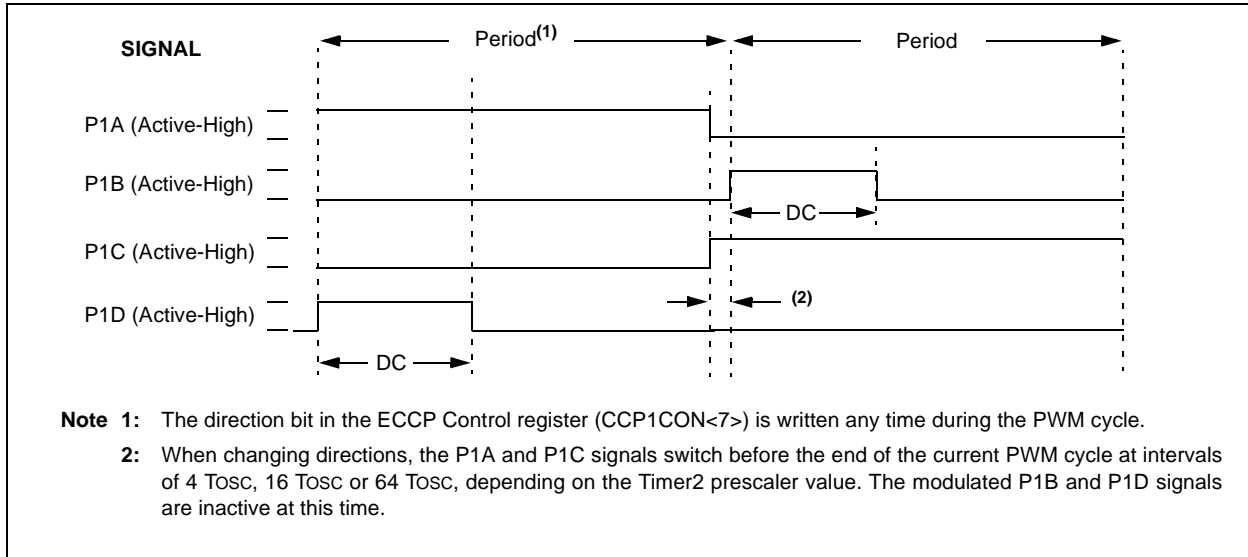 SIGNAL
Period(1)
Period
P1A (Active-High)
P1B (Active-High)
DC
P1C (Active-High)
(2)
P1D (Active-High)
DC
Note 1: The direction bit in the ECCP Control register (CCP1CON<7>) is written any time during the PWM cycle.
2: When changing directions, the P1A and P1C signals switch before the end of the current PWM cycle at intervals
of 4 TOSC, 16 TOSC or 64 TOSC, depending on the Timer2 prescaler value. The modulated P1B and P1D signals
are inactive at this time.